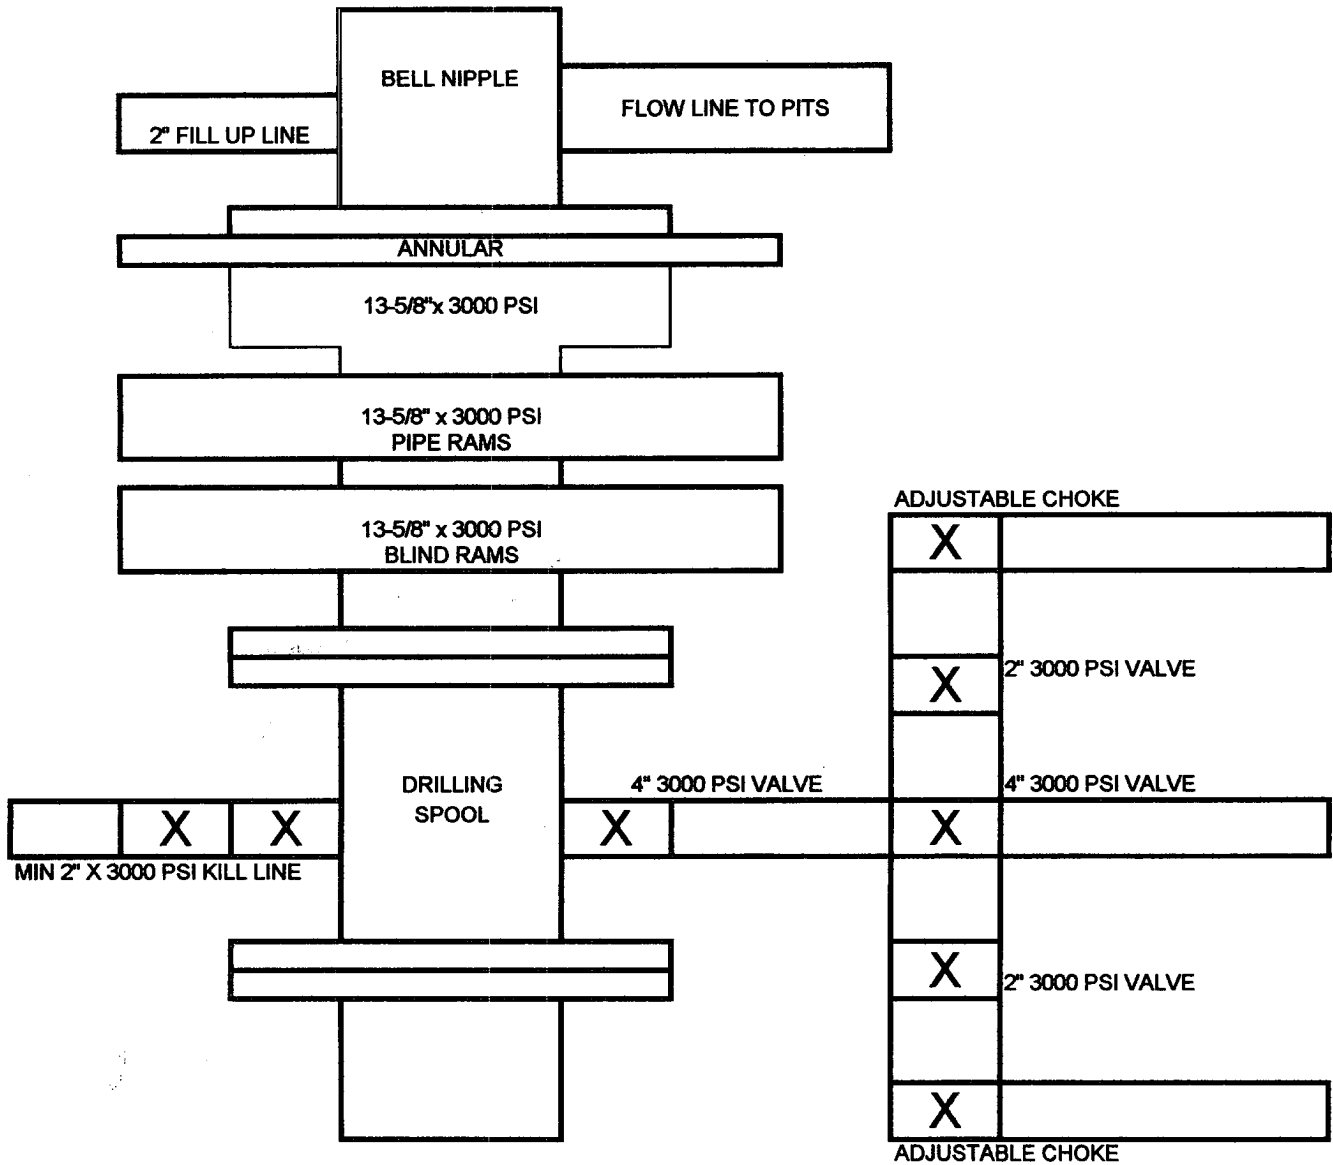 BELL NIPPLE
FLOW LINE TO PITS
2" FILL UP LINE
ANNULAR
13-5/8"x 3000 PSI
13-5/8" x 3000 PSI
PIPE RAMS
13-5/8" x 3000 PSI
BLIND RAMS
ADJUSTABLE CHOKE
X
2" 3000 PSI VALVE
X
DRILLING
SPOOL
4" 3000 PSI VALVE
4" 3000 PSI VALVE
X
X
X
X
MIN 2" X 3000 PSI KILL LINE
X
2" 3000 PSI VALVE
X
ADJUSTABLE CHOKE